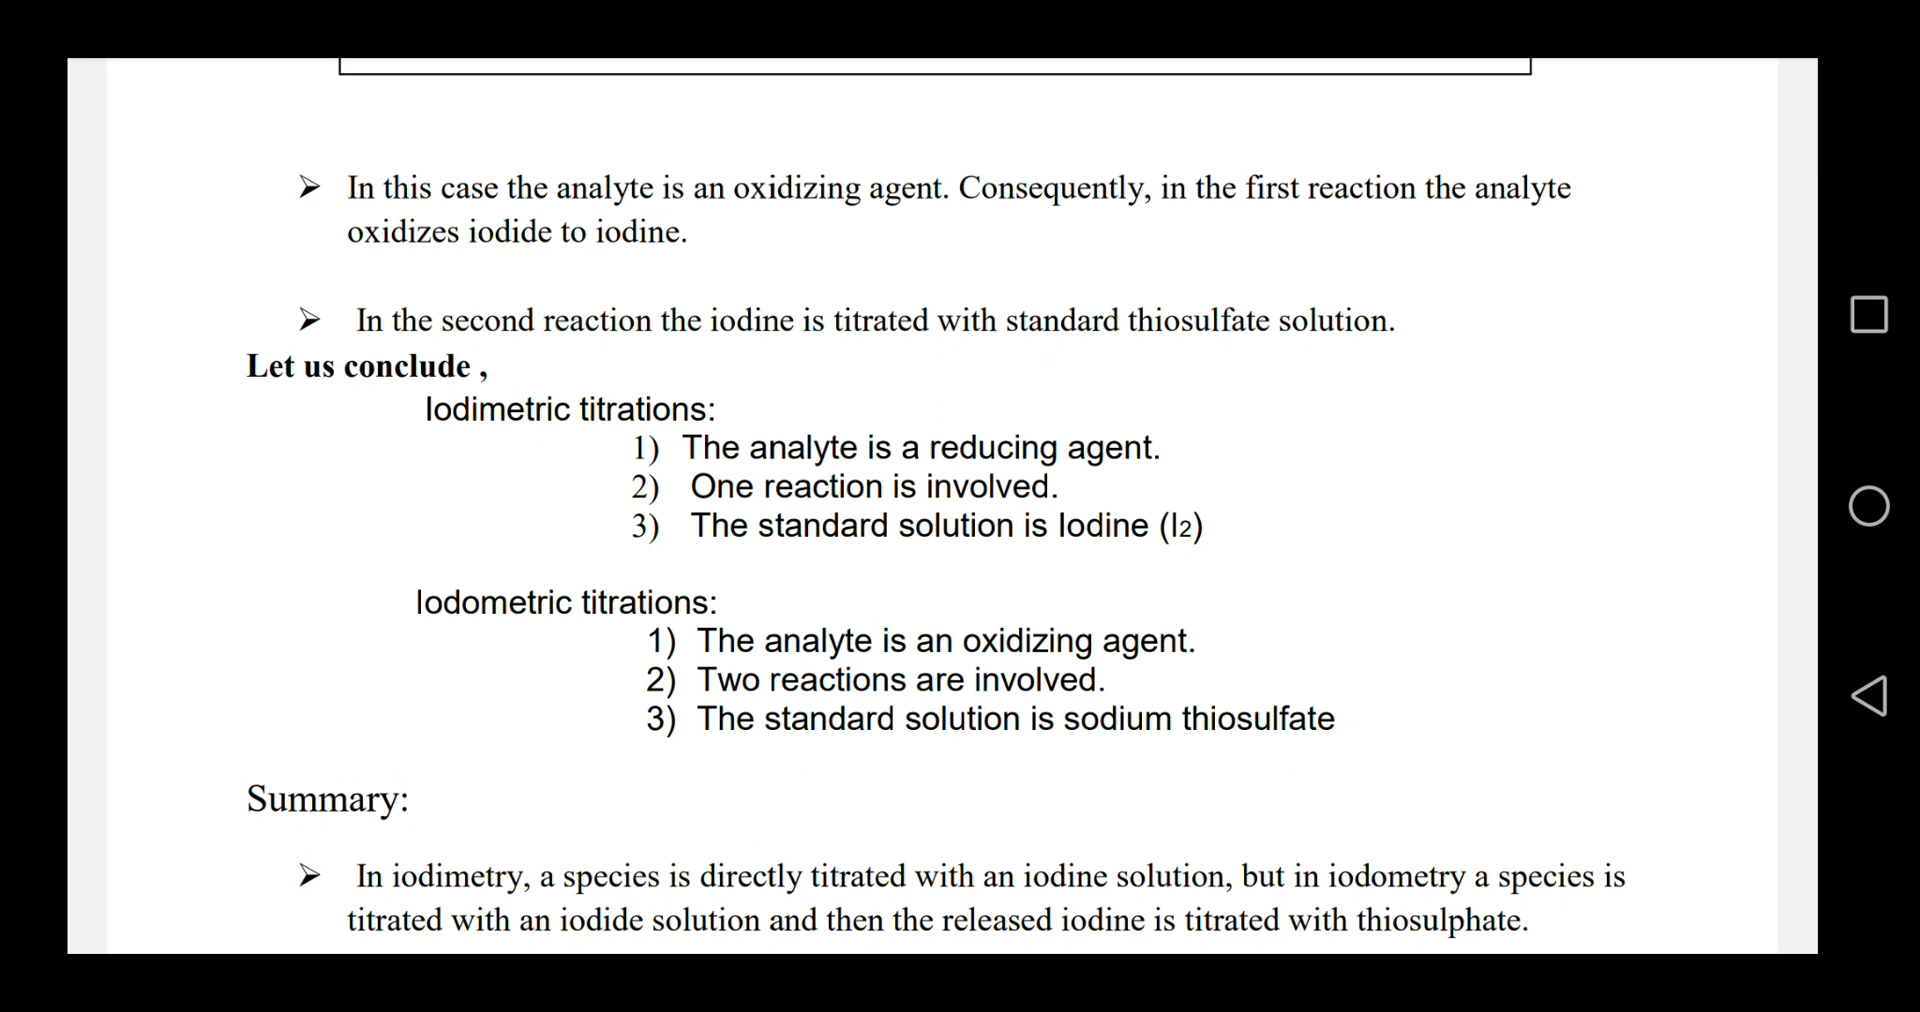 ➢ In this case the analyte is an oxidizing agent. Consequently, in the first reaction the analyte
oxidizes iodide to iodine.
➢ In the second reaction the iodine is titrated with standard thiosulfate solution.
Let us conclude ,
Iodimetric titrations:
1) The analyte is a reducing agent.
2) One reaction is involved.
3) The standard solution is Iodine (I2)
Iodometric titrations:
1) The analyte is an oxidizing agent.
2) Two reactions are involved.
3) The standard solution is sodium thiosulfate
Summary:
➢ In iodimetry, a species is directly titrated with an iodine solution, but in iodometry a species is
titrated with an iodide solution and then the released iodine is titrated with thiosulphate.